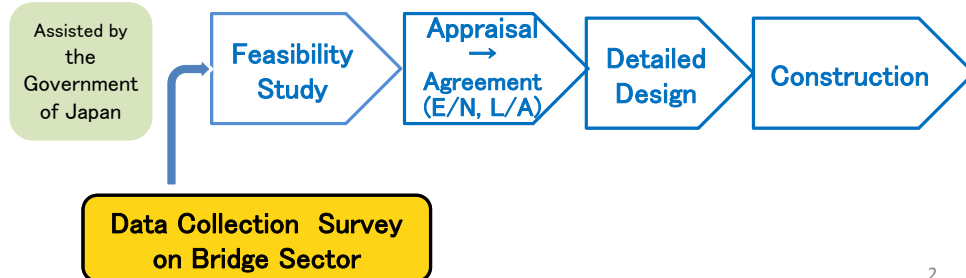 Assisted by
the
Government
of Japan
Feasibility
Study
Appraisal
→
Agreement
(E/N, L/A)
Detailed
Design
Construction
Data Collection Survey
on Bridge Sector
2